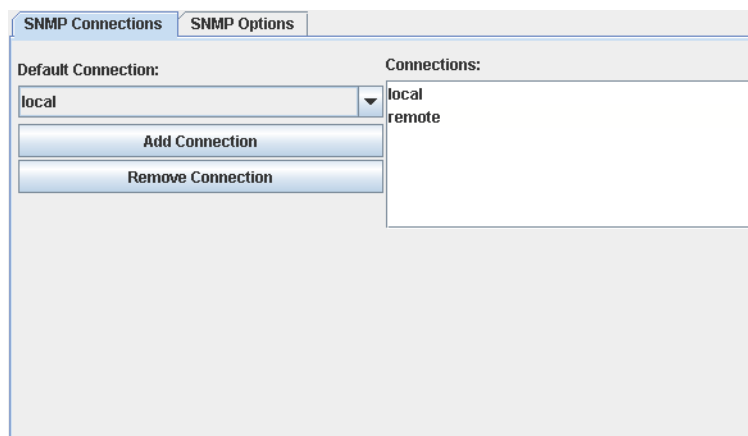 SNMP Connections
SNMP Options
Default Connection:
local
Add Connection
Remove Connection
Connections:
local
remote